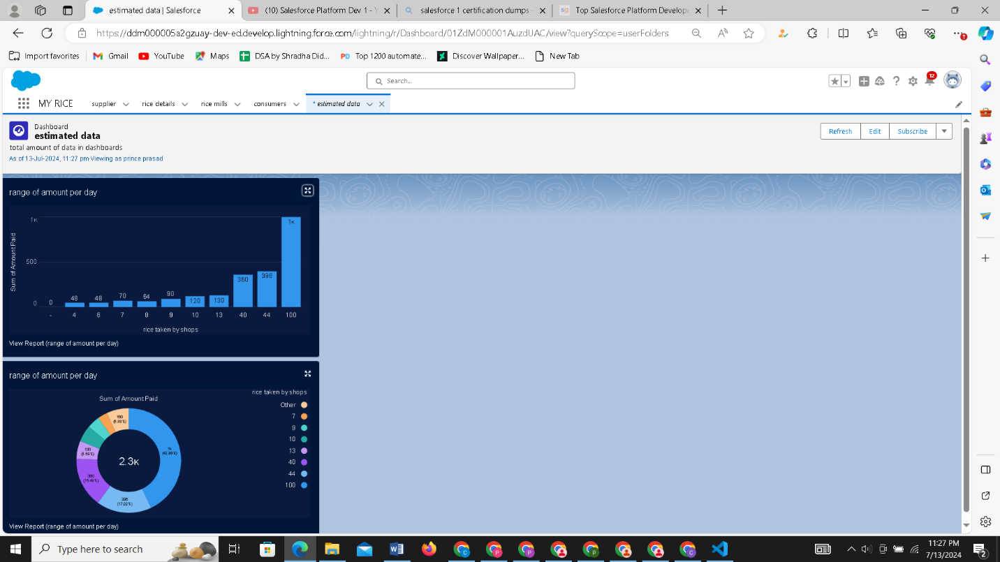 estimated data | Salesforce
(10) Salesforce Platform Dev 1 - Y
salesforce 1 certification dumps -
Top Salesforce Platform Develope
https://ddm000005a2gzuay-dev-ed.develop.lightning.force.com/lightning/r/Dashboard/01ZdM000001AuzdUAC/view?queryScope=userFolders
Import favorites
Gmail
YouTube
Maps
DSA by Shradha Did...
Top 1200 automate...
Discover Wallpaper...
New Tab
Search...
12
MY RICE
supplier
rice details
rice mills
consumers
* estimated data
Dashboard
estimated data
total amount of data in dashboards
As of 13-Jul-2024, 11:27 pm·Viewing as prince prasad
Refresh
Edit
Subscribe
range of amount per day
Sum of Amount Paid
1K
500
0
0 48 48 70 64 90 120 130 360 396 1K
- 4 6 7 8 9 10 13 40 44 100
rice taken by shops
View Report (range of amount per day)
range of amount per day
Sum of Amount Paid
rice taken by shops
Other
7
9
10
13
40
44
100
160
(6.88%)
1K
(42.99%)
130
(5.59%)
2.3K
360
(15.48%)
396
(17.02%)
View Report (range of amount per day)
Type here to search
11:27 PM
7/13/2024
2